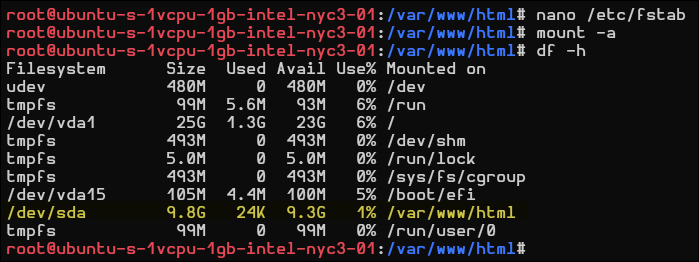 root@ubuntu-s-1vcpu-1gb-intel-nyc3-01:/var/www/html# nano /etc/fstab
root@ubuntu-s-1vcpu-1gb-intel-nyc3-01:/var/www/html# mount -a
root@ubuntu-s-1vcpu-1gb-intel-nyc3-01:/var/www/html# df -h
Filesystem      Size  Used Avail Use% Mounted on
udev            480M     0  480M   0% /dev
tmpfs            99M  5.6M   93M   6% /run
/dev/vda1        25G  1.3G   23G   6% /
tmpfs           493M     0  493M   0% /dev/shm
tmpfs           5.0M     0  5.0M   0% /run/lock
tmpfs           493M     0  493M   0% /sys/fs/cgroup
/dev/vda15      105M  4.4M  100M   5% /boot/efi
/dev/sda        9.8G   24K  9.3G   1% /var/www/html
tmpfs            99M     0   99M   0% /run/user/0
root@ubuntu-s-1vcpu-1gb-intel-nyc3-01:/var/www/html#